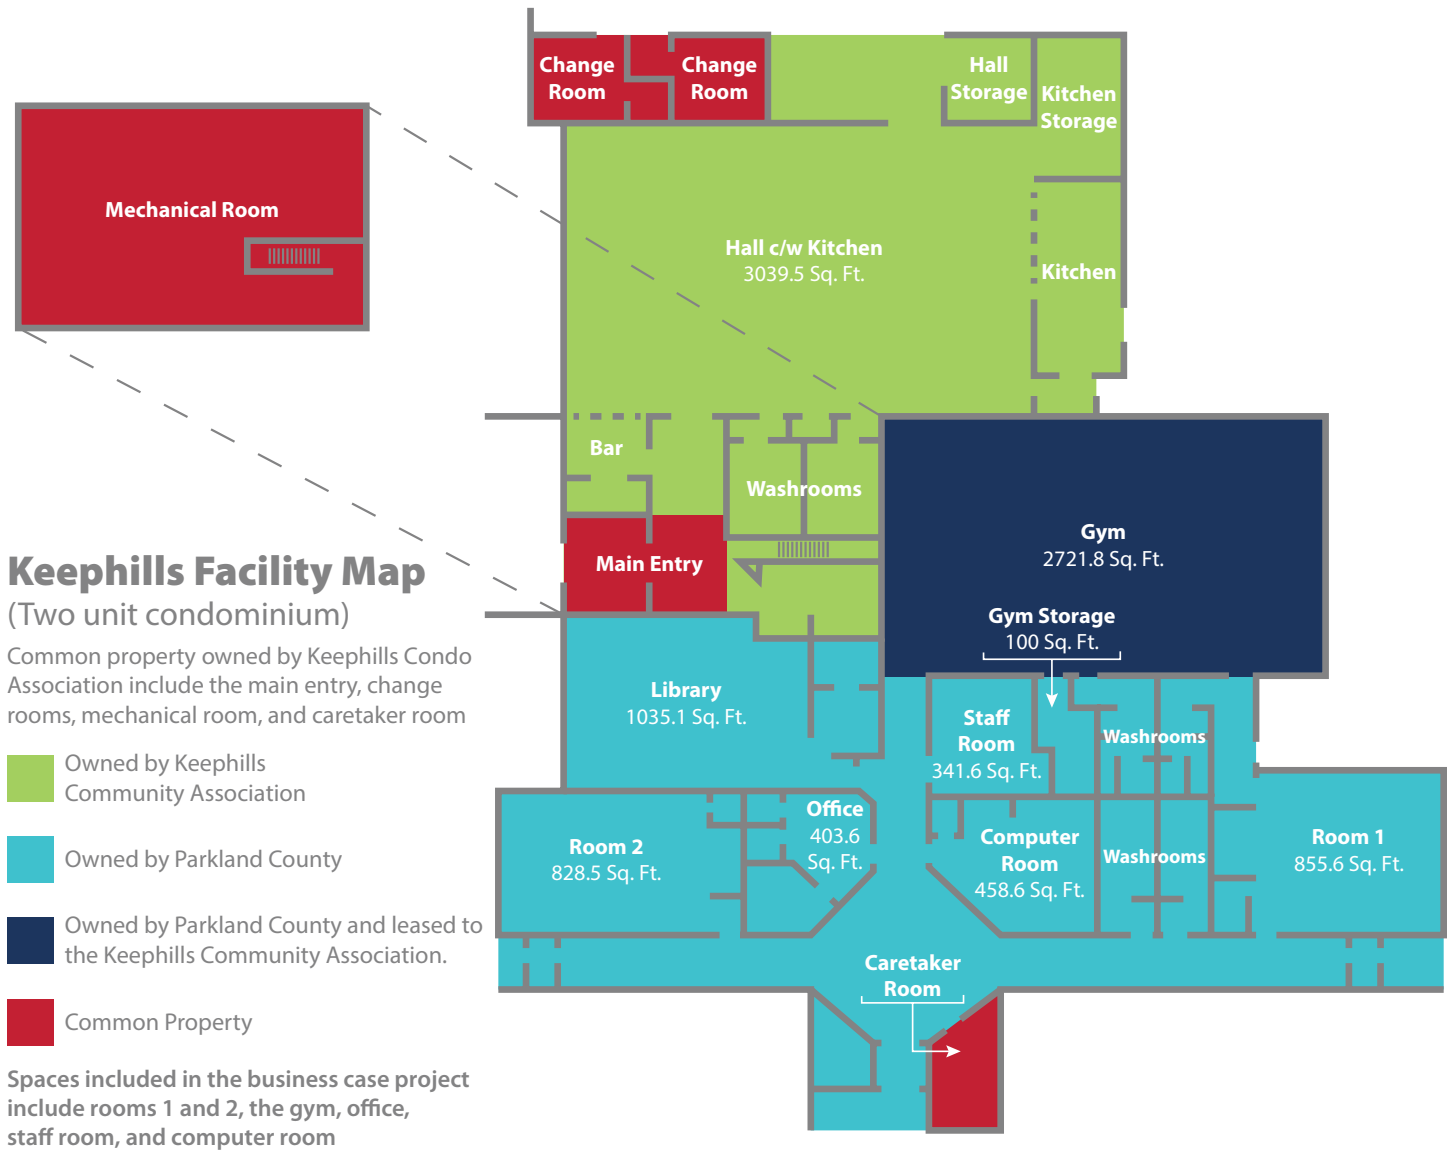 Change
Room
Change
Room
Hall
Storage
Kitchen
Storage
Mechanical Room
Hall c/w Kitchen
3039.5 Sq. Ft.
Kitchen
Bar
Washrooms
Main Entry
Gym
2721.8 Sq. Ft.
Gym Storage
100 Sq. Ft.
Keephills Facility Map
(Two unit condominium)
Common property owned by Keephills Condo
Association include the main entry, change
rooms, mechanical room, and caretaker room
Owned by Keephills
Community Association
Owned by Parkland County
Owned by Parkland County and leased to
the Keephills Community Association.
Common Property
Spaces included in the business case project
include rooms 1 and 2, the gym, office,
staff room, and computer room
Library
1035.1 Sq. Ft.
Staff
Room
341.6 Sq. Ft.
Washrooms
Room 2
828.5 Sq. Ft.
Office
403.6
Sq. Ft.
Computer
Room
458.6 Sq. Ft.
Washrooms
Room 1
855.6 Sq. Ft.
Caretaker
Room